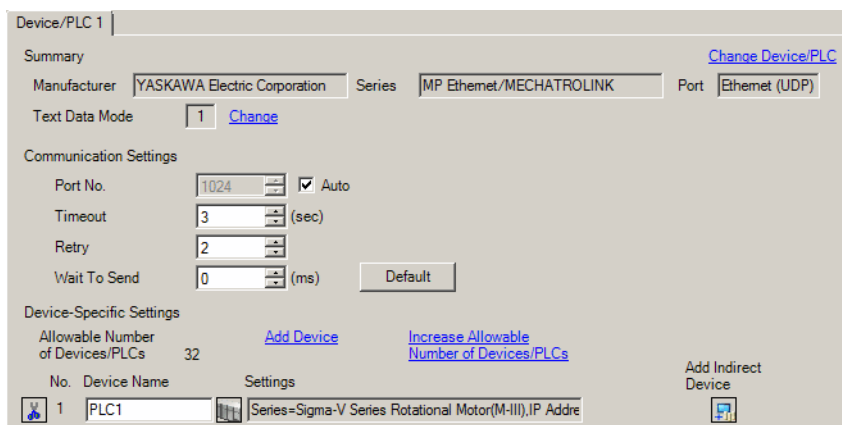 Device/PLC 1
Summary
Change Device/PLC
Manufacturer YASKAWA Electric Corporation Series MP Ethernet/MECHATROLINK Port Ethernet (UDP)
Text Data Mode 1 Change
Communication Settings
Port No. 1024 Auto
Timeout 3 (sec)
Retry 2
Wait To Send 0 (ms) Default
Device-Specific Settings
Allowable Number Add Device Increase Allowable
of Devices/PLCs 32 Number of Devices/PLCs
Add Indirect
No. Device Name Settings Device
1 PLC1 Series=Sigma-V Series Rotational Motor(M-III),IP Addre